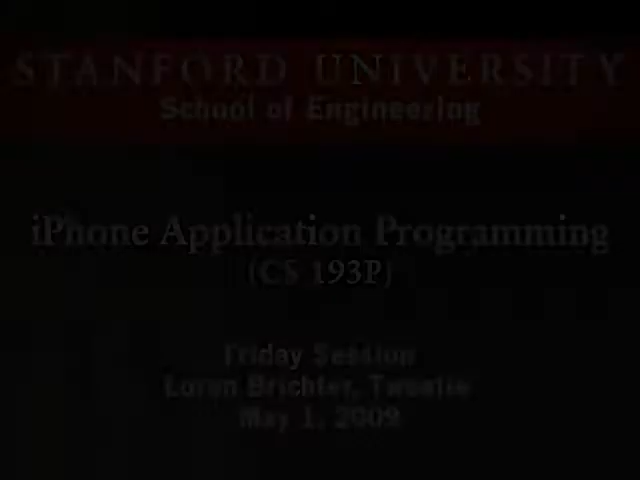 STANFORD UNIVERSITY
School of Engineering
iPhone Application Programming
(CS 193P)
Friday Session
Loren Brichter, Tweetie
May 1, 2009